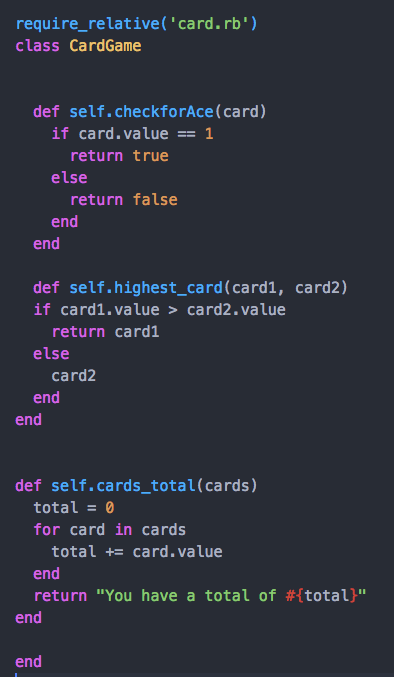 require_relative('card.rb')
class CardGame
  def self.checkforAce(card)
    if card.value == 1
      return true
    else
      return false
    end
  end
  def self.highest_card(card1, card2)
  if card1.value > card2.value
    return card1
  else
    card2
  end
end
def self.cards_total(cards)
  total = 0
  for card in cards
    total += card.value
  end
  return "You have a total of #{total}"
end
end